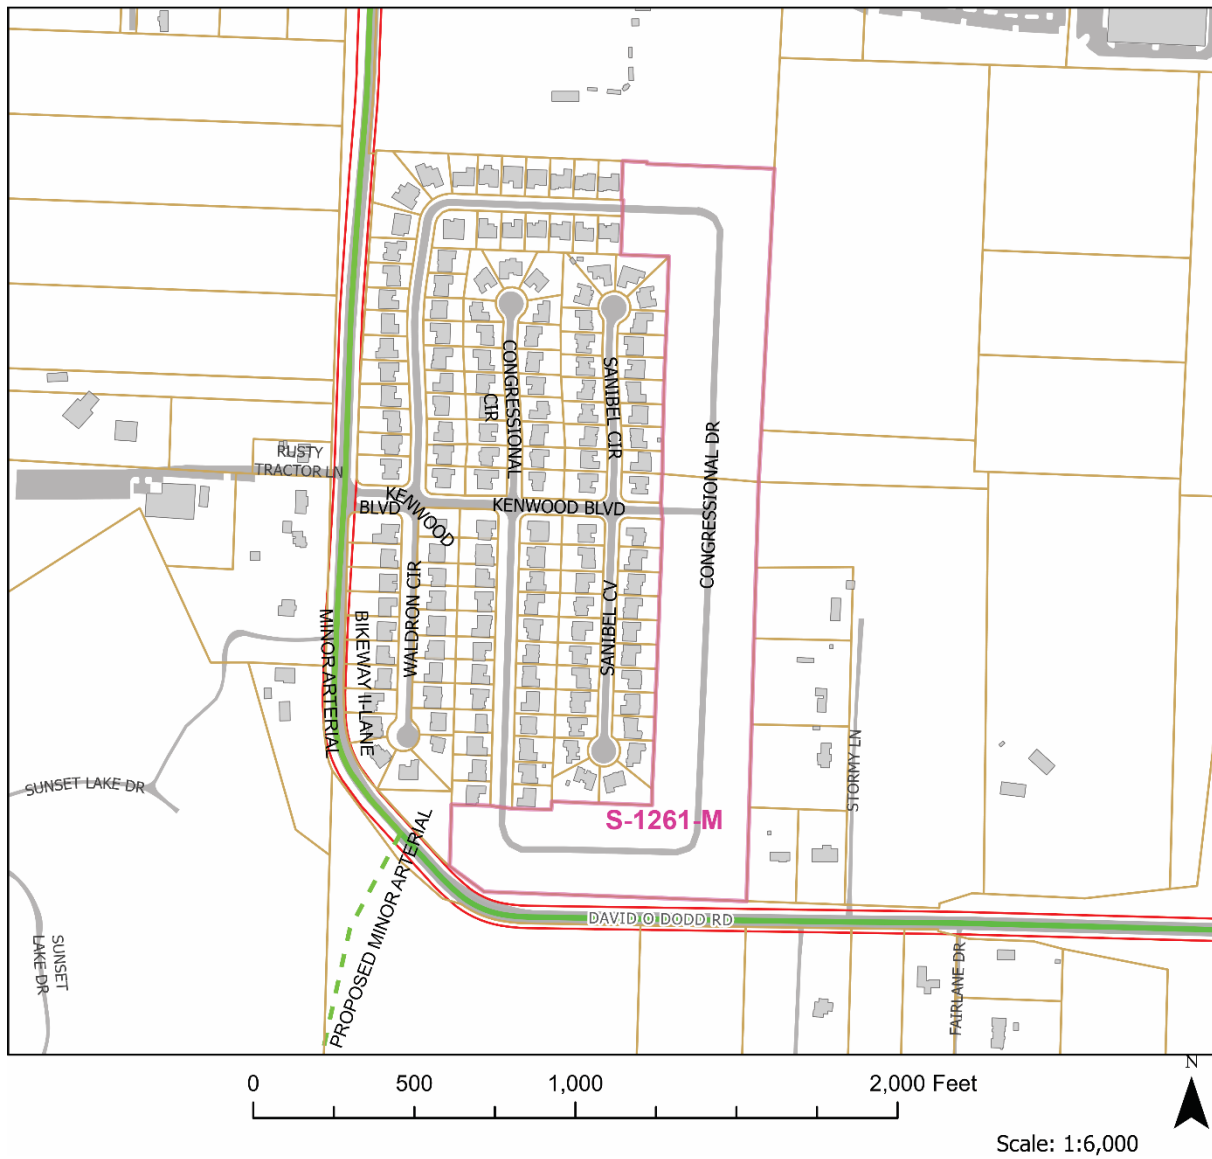 RUSTY
TRACTOR LN
CONGRESSIONAL
CIR
SANIBEL CIR
CONGRESSIONAL DR
KENWOOD
BLVD
KENWOOD BLVD
WALDRON CIR
SANIBEL CV
MINOR ARTERIAL
BIKEWAY II-LANE
SUNSET LAKE DR
STORMY LN
S-1261-M
PROPOSED MINOR ARTERIAL
DAVID O DODD RD
SUNSET
LAKE DR
FAIRLANE DR
0 500 1,000 2,000 Feet
N
Scale: 1:6,000